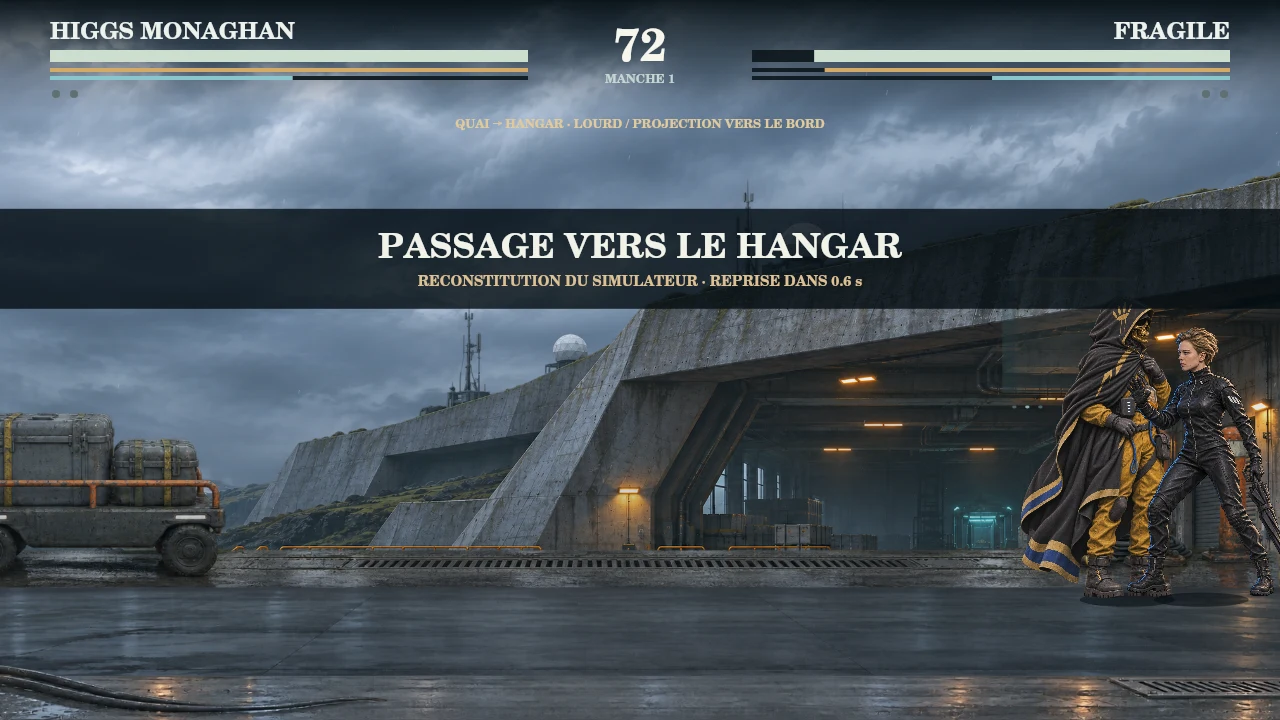 HIGGS MONAGHAN
72
FRAGILE
MANCHE 1
QUAI → HANGAR · LOURD / PROJECTION VERS LE BORD
PASSAGE VERS LE HANGAR
RECONSTITUTION DU SIMULATEUR · REPRISE DANS 0.6 s